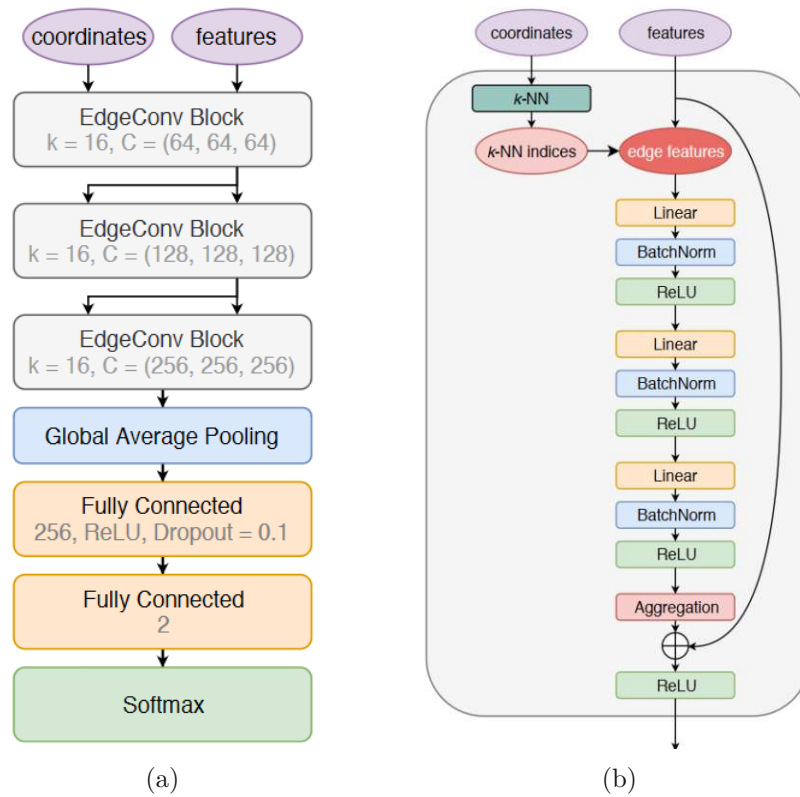 coordinates
features
EdgeConv Block
k = 16, C = (64, 64, 64)
EdgeConv Block
k = 16, C = (128, 128, 128)
EdgeConv Block
k = 16, C = (256, 256, 256)
Global Average Pooling
Fully Connected
256, ReLU, Dropout = 0.1
Fully Connected
2
Softmax
(a)
coordinates
features
k-NN
k-NN indices
edge features
Linear
BatchNorm
ReLU
Linear
BatchNorm
ReLU
Linear
BatchNorm
ReLU
Aggregation
ReLU
(b)